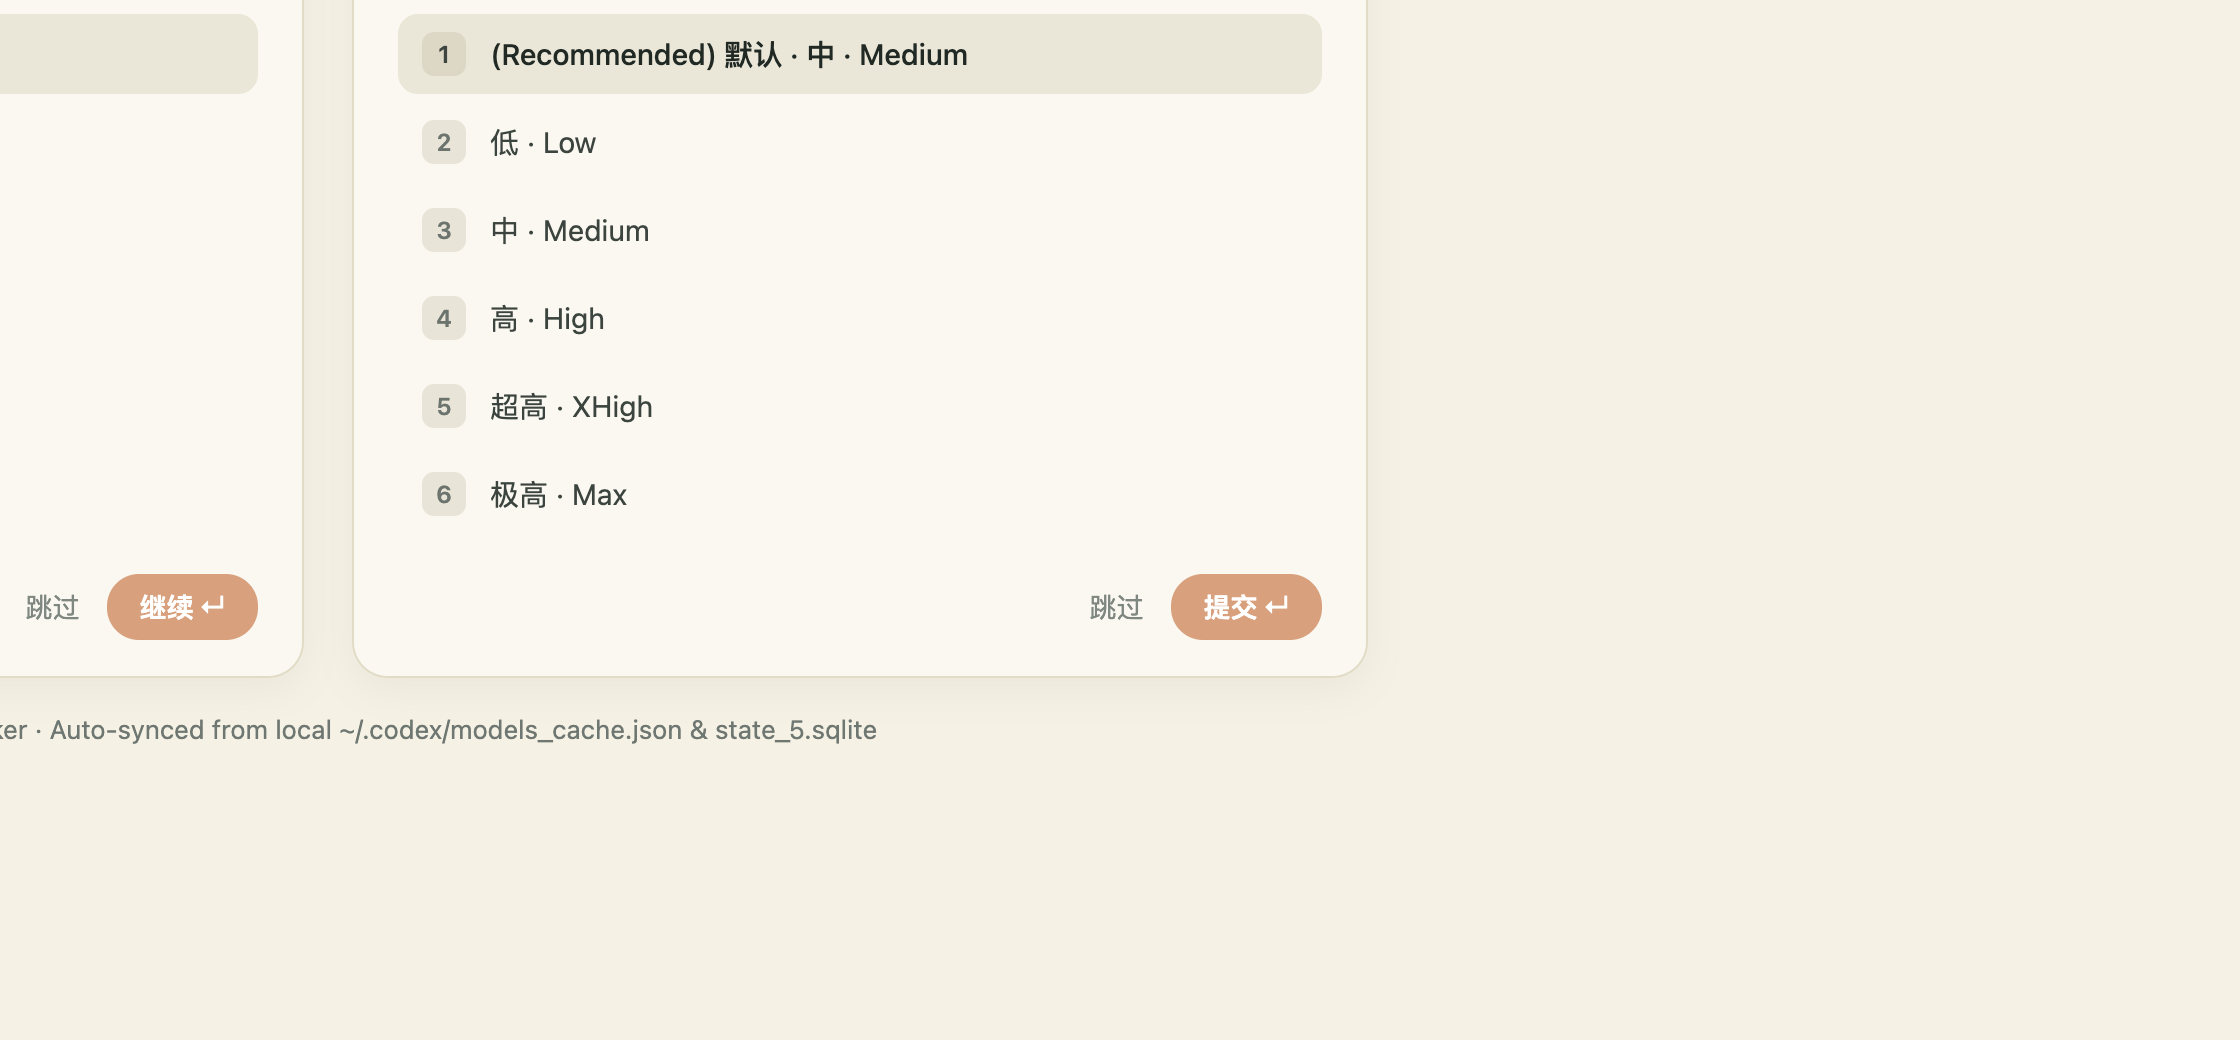 1 (Recommended) 默认 · 中 · Medium
2 低 · Low
3 中 · Medium
4 高 · High
5 超高 · XHigh
6 极高 · Max
跳过 继续 ↵
跳过 提交 ↵
· Auto-synced from local ~/.codex/models_cache.json & state_5.sqlite